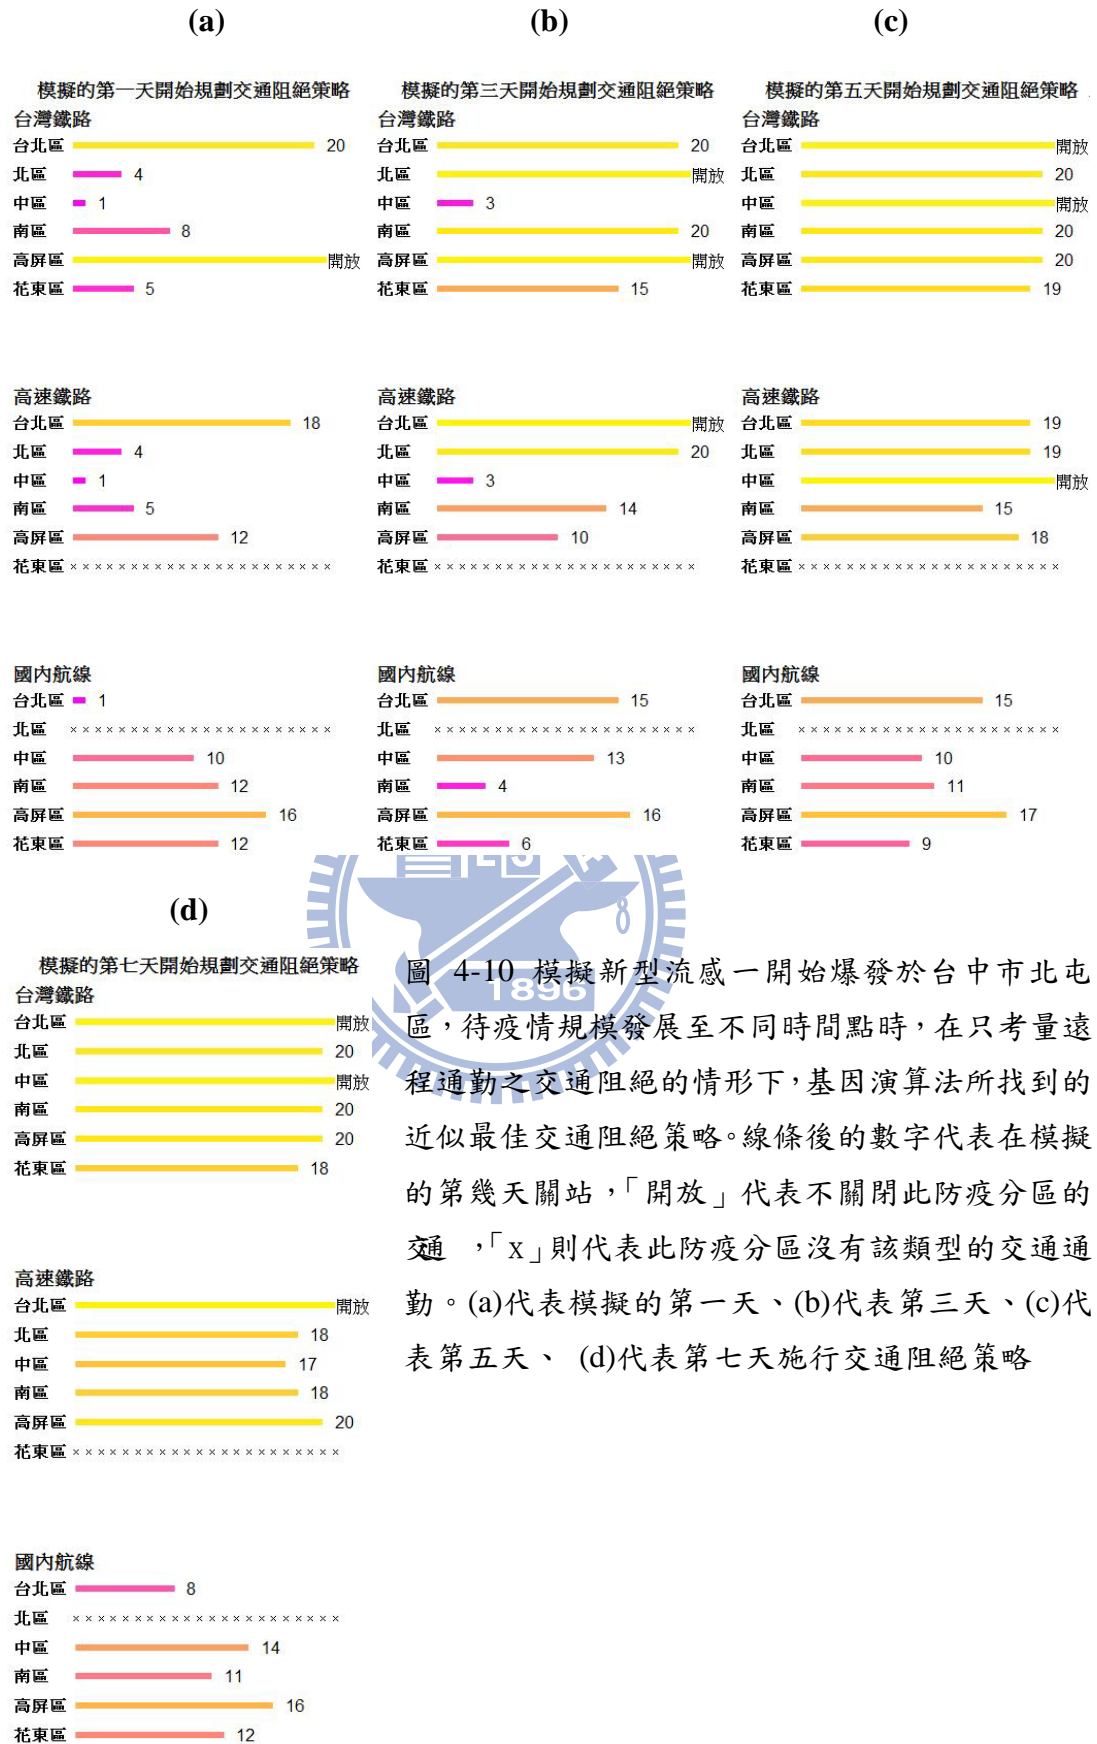 (a)
模擬的第一天開始規劃交通阻絕策略
台灣鐵路
台北區 20
北區 4
中區 1
南區 8
高屏區 開放
花東區 5
高速鐵路
台北區 18
北區 4
中區 1
南區 5
高屏區 12
花東區 × × × × × × × × × × × × × × × × × × × × × ×
國內航線
台北區 1
北區 × × × × × × × × × × × × × × × × × × × × × ×
中區 10
南區 12
高屏區 16
花東區 12
(b)
模擬的第三天開始規劃交通阻絕策略
台灣鐵路
台北區 20
北區 開放
中區 3
南區 20
高屏區 開放
花東區 15
高速鐵路
台北區 開放
北區 20
中區 3
南區 14
高屏區 10
花東區 × × × × × × × × × × × × × × × × × × × × × ×
國內航線
台北區 15
北區 × × × × × × × × × × × × × × × × × × × × × ×
中區 13
南區 4
高屏區 16
花東區 6
(c)
模擬的第五天開始規劃交通阻絕策略
台灣鐵路
台北區 開放
北區 20
中區 開放
南區 20
高屏區 20
花東區 19
高速鐵路
台北區 19
北區 19
中區 開放
南區 15
高屏區 18
花東區 × × × × × × × × × × × × × × × × × × × × × ×
國內航線
台北區 15
北區 × × × × × × × × × × × × × × × × × × × × × ×
中區 10
南區 11
高屏區 17
花東區 9
(d)
模擬的第七天開始規劃交通阻絕策略
台灣鐵路
台北區 開放
北區 20
中區 開放
南區 20
高屏區 20
花東區 18
高速鐵路
台北區 開放
北區 18
中區 17
南區 18
高屏區 20
花東區 × × × × × × × × × × × × × × × × × × × × × ×
國內航線
台北區 8
北區 × × × × × × × × × × × × × × × × × × × × × ×
中區 14
南區 11
高屏區 16
花東區 12
1896
圖 4-10 模擬新型流感一開始爆發於台中市北屯
區，待疫情規模發展至不同時間點時，在只考量遠
程通勤之交通阻絕的情形下，基因演算法所找到的
近似最佳交通阻絕策略。線條後的數字代表在模擬
的第幾天關站，「開放」代表不關閉此防疫分區的
交通，「x」則代表此防疫分區沒有該類型的交通通
勤。(a)代表模擬的第一天、(b)代表第三天、(c)代
表第五天、 (d)代表第七天施行交通阻絕策略